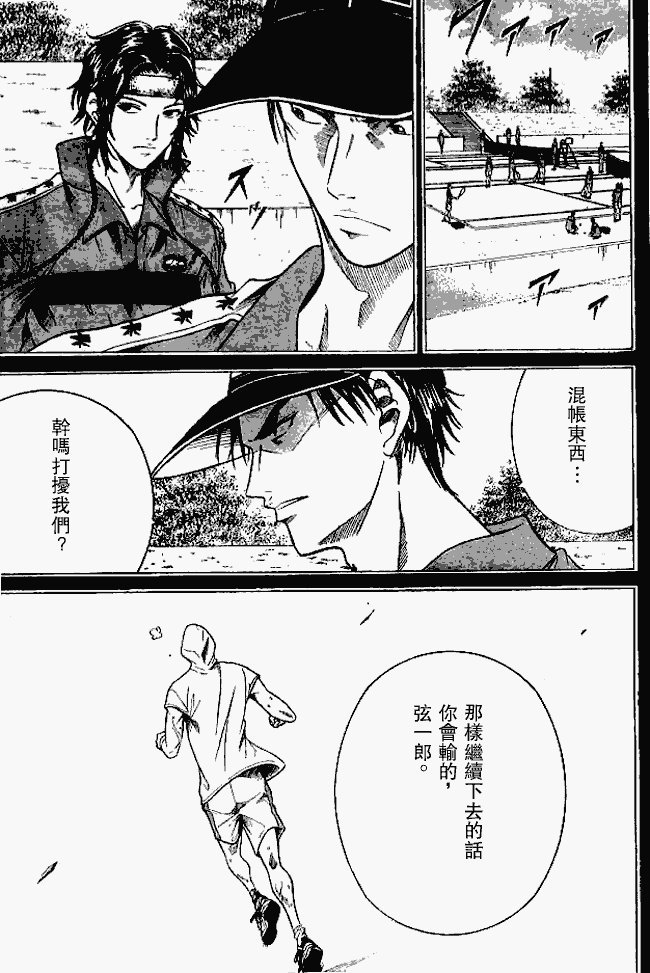 混帳東西…
幹嗎打擾我們？
那樣繼續下去的話
你會輸的，
弦一郎。